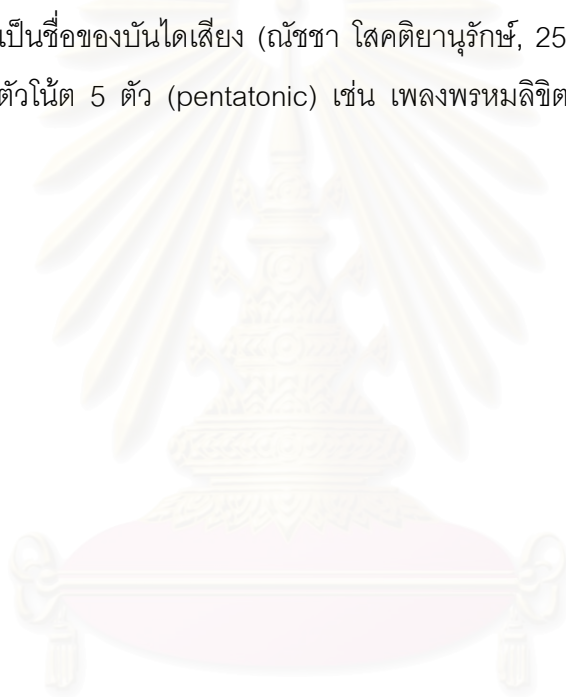 เป็นชื่อของบันไดเสียง (ณัชชา โสคติยานุรักษ์, 25
ตัวโน้ต 5 ตัว (pentatonic) เช่น เพลงพรหมลิขิต